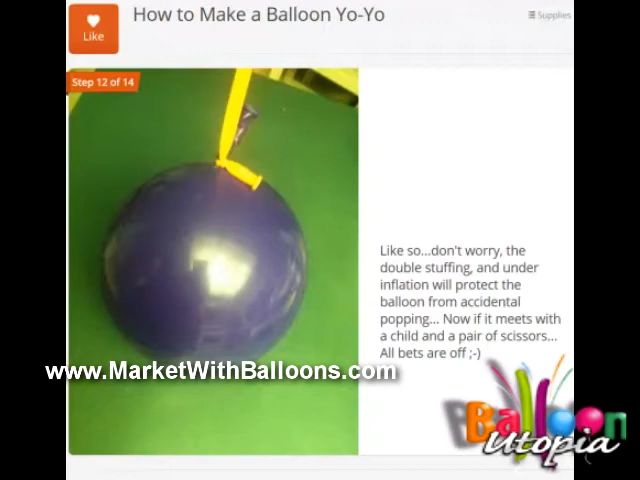 Like
How to Make a Balloon Yo-Yo
Supplies
Step 12 of 14
Like so...don't worry, the
double stuffing, and under
inflation will protect the
balloon from accidental
popping... Now if it meets with
a child and a pair of scissors...
All bets are off ;-)
www.MarketWithBalloons.com
Balloon
Utopia